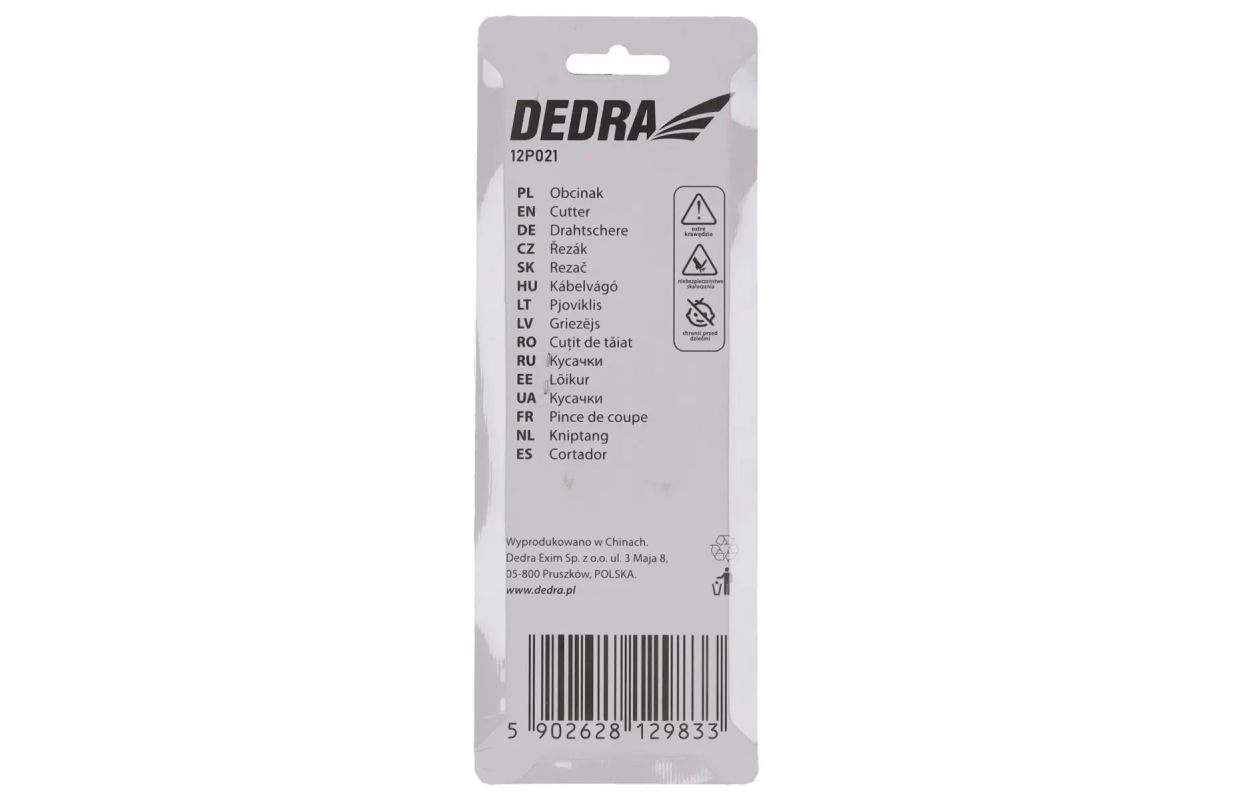 DEDRA
12P021
PL Obcinak
EN Cutter
DE Drahtschere
CZ Řezák
SK Rezač
HU Kábelvágó
LT Pjoviklis
LV Griezējs
RO Cuțit de tăiat
RU Кусачки
EE Lõikur
UA Кусачки
FR Pince de coupe
NL Kniptang
ES Cortador
ostre
krawędzie
niebezpieczeństwo
skaleczenia
chronić przed
dziećmi
Wyprodukowano w Chinach.
Dedra Exim Sp. z o.o. ul. 3 Maja 8,
05-800 Pruszków, POLSKA.
www.dedra.pl
5 902628 129833